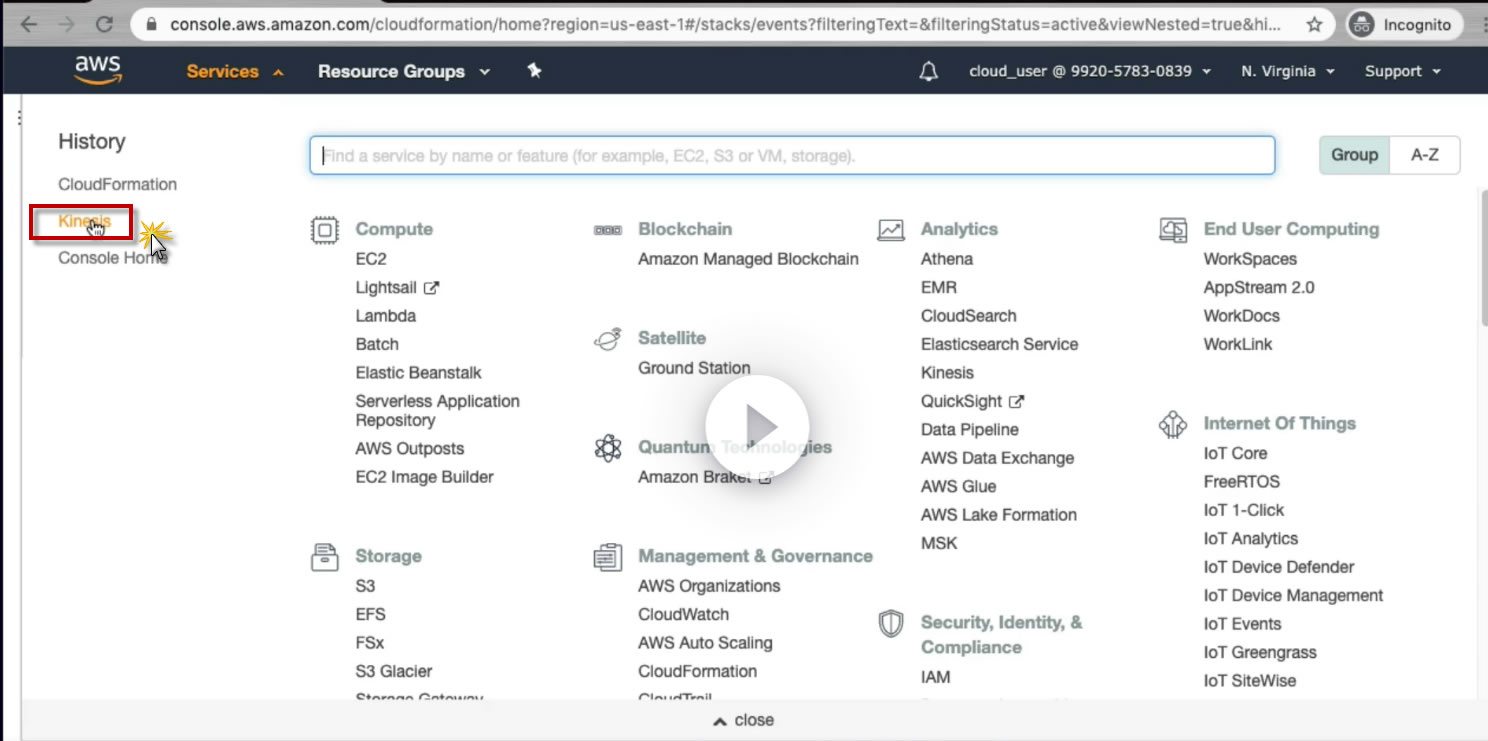 console.aws.amazon.com/cloudformation/home?region=us-east-1#/stacks/events?filteringText=&filteringStatus=active&viewNested=true&hi...
Incognito
aws
Services
Resource Groups
cloud_user @ 9920-5783-0839
N. Virginia
Support
History
CloudFormation
Kinesis
Console Home
Find a service by name or feature (for example, EC2, S3 or VM, storage).
Group
A-Z
Compute
EC2
Lightsail
Lambda
Batch
Elastic Beanstalk
Serverless Application
Repository
AWS Outposts
EC2 Image Builder
Storage
S3
EFS
FSx
S3 Glacier
Storage Gateway
Blockchain
Amazon Managed Blockchain
Satellite
Ground Station
Quantum Technologies
Amazon Braket
Management & Governance
AWS Organizations
CloudWatch
AWS Auto Scaling
CloudFormation
CloudTrail
Analytics
Athena
EMR
CloudSearch
Elasticsearch Service
Kinesis
QuickSight
Data Pipeline
AWS Data Exchange
AWS Glue
AWS Lake Formation
MSK
Security, Identity, &
Compliance
IAM
End User Computing
WorkSpaces
AppStream 2.0
WorkDocs
WorkLink
Internet Of Things
IoT Core
FreeRTOS
IoT 1-Click
IoT Analytics
IoT Device Defender
IoT Device Management
IoT Events
IoT Greengrass
IoT SiteWise
close